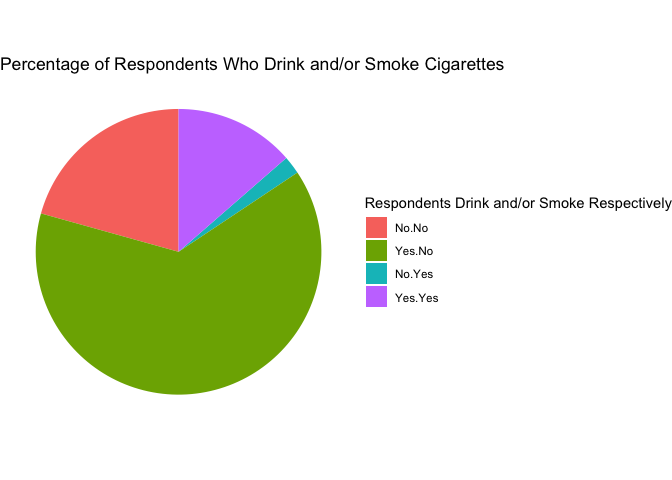 Percentage of Respondents Who Drink and/or Smoke Cigarettes
Respondents Drink and/or Smoke Respectively
No.No
Yes.No
No.Yes
Yes.Yes